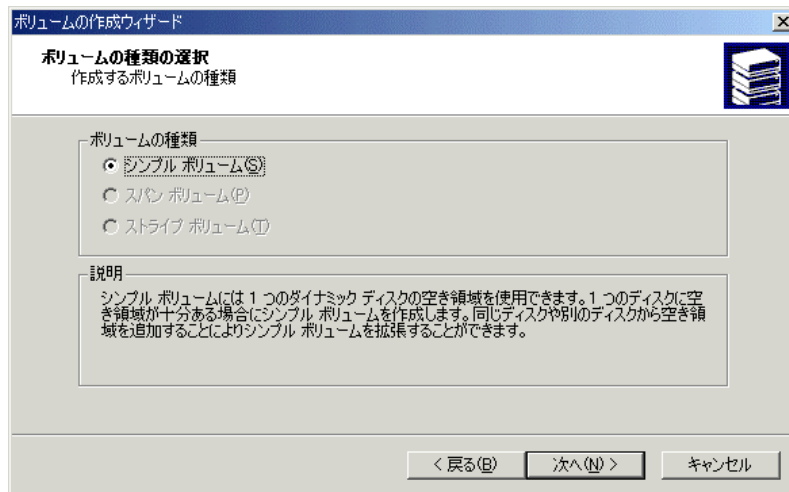 ボリュームの作成ウィザード
ボリュームの種類の選択
作成するボリュームの種類
ボリュームの種類
シンプル ボリューム(S)
スパン ボリューム(P)
ストライプ ボリューム(T)
説明
シンプル ボリュームには 1 つのダイナミック ディスクの空き領域を使用できます。1 つのディスクに空
き領域が十分ある場合にシンプル ボリュームを作成します。同じディスクや別のディスクから空き領
域を追加することによりシンプル ボリュームを拡張することができます。
< 戻る(B)
次へ(N) >
キャンセル